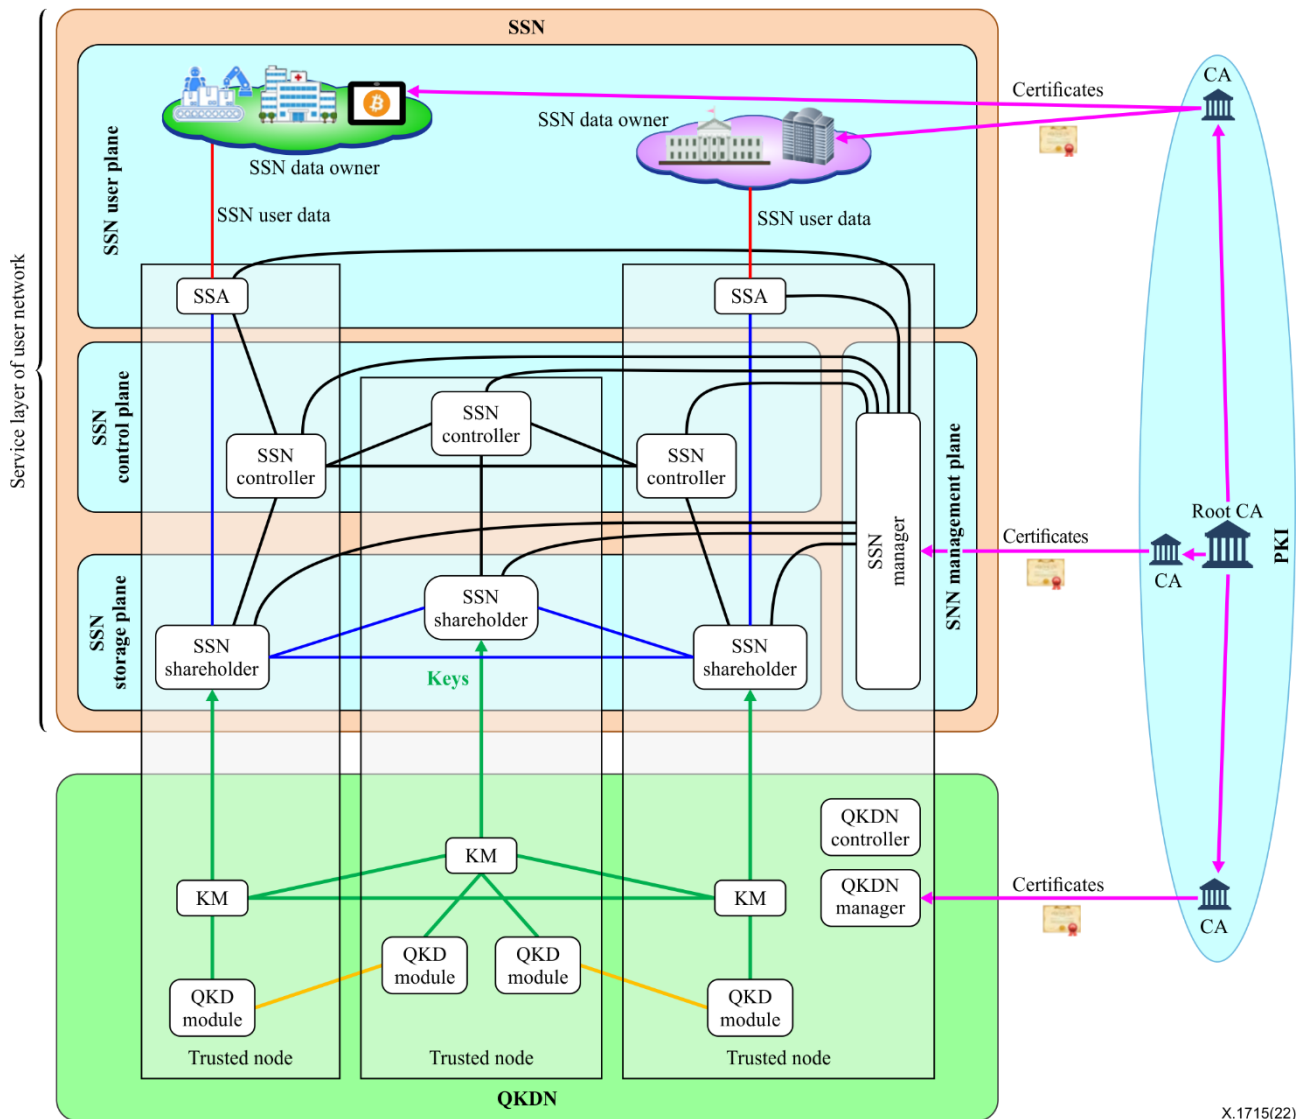 SSN
CA
Certificates
SSN data owner
SSN data owner
SSN user plane
SSN user data
SSN user data
SSA
SSA
Service layer of user network
SSN
control plane
SSN
controller
SSN
controller
SSN
controller
SSN
manager
SNN management plane
Certificates
CA
Root CA
PKI
SSN
storage plane
SSN
shareholder
SSN
shareholder
SSN
shareholder
Keys
QKDN
controller
KM
KM
KM
QKDN
manager
Certificates
CA
QKD
module
QKD
module
QKD
module
QKD
module
Trusted node
Trusted node
Trusted node
QKDN
X.1715(22)